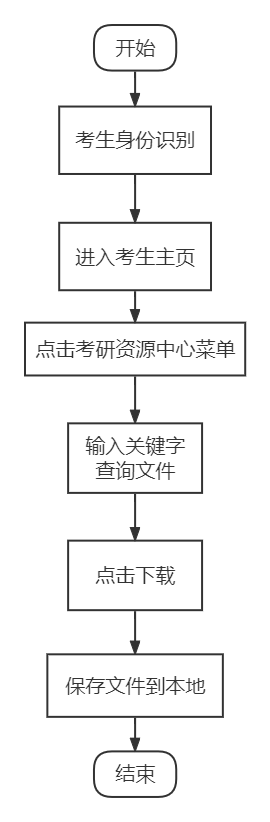 开始
考生身份识别
进入考生主页
点击考研资源中心菜单
输入关键字
查询文件
点击下载
保存文件到本地
结束